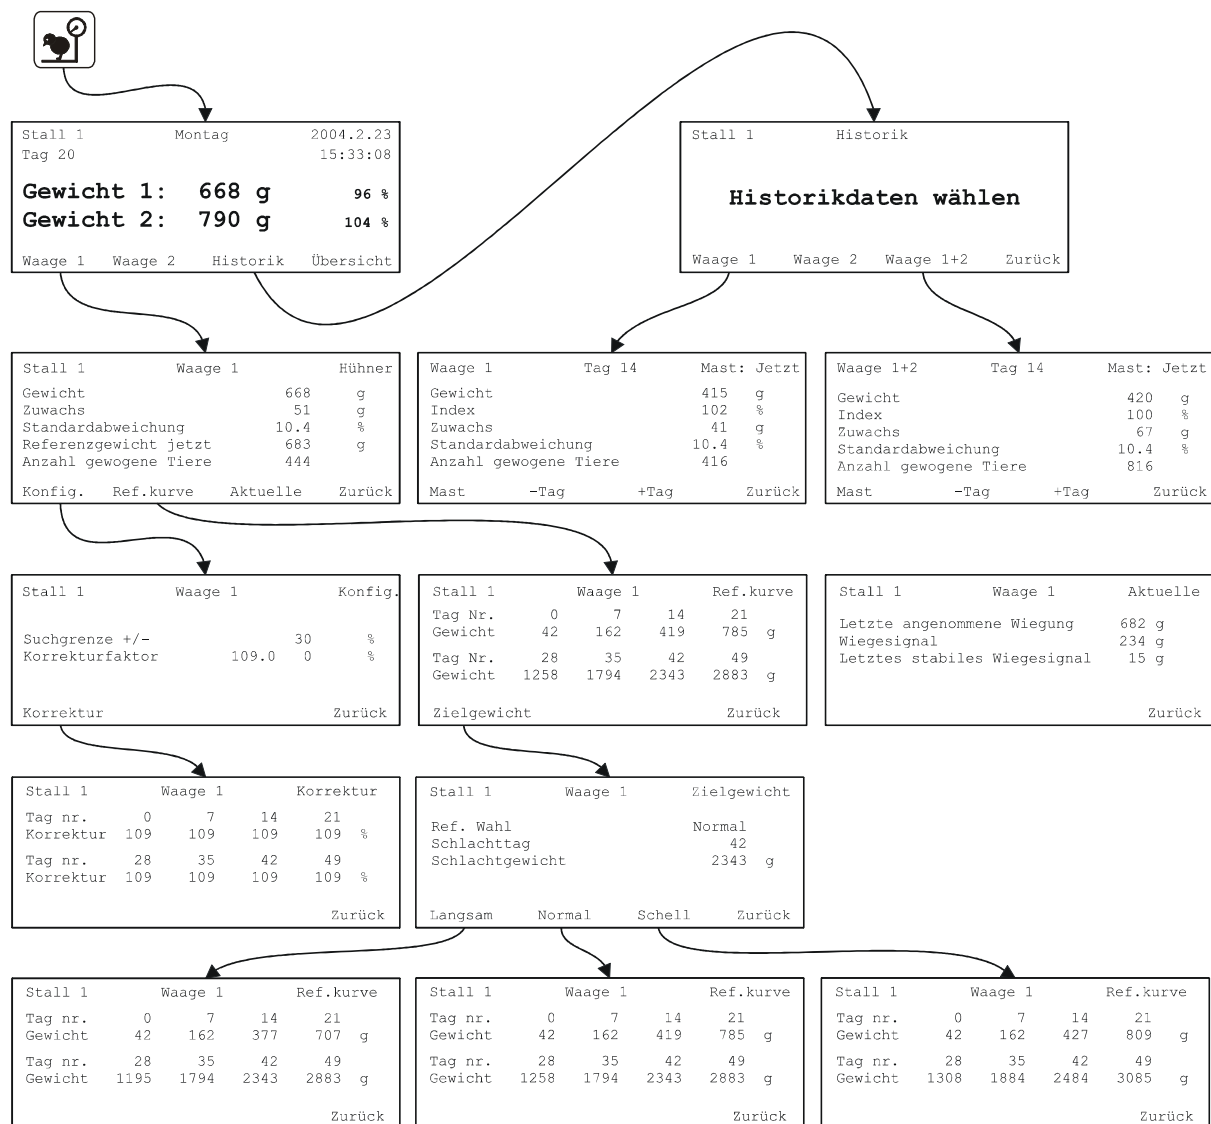 Stall 1 Montag 2004.2.23
Tag 20 15:33:08
Gewicht 1: 668 g 96 %
Gewicht 2: 790 g 104 %
Waage 1 Waage 2 Historik Übersicht
Stall 1 Historik
Historikdaten wählen
Waage 1 Waage 2 Waage 1+2 Zurück
Stall 1 Waage 1 Hühner
Gewicht 668 g
Zuwachs 51 g
Standardabweichung 10.4 %
Referenzgewicht jetzt 683 g
Anzahl gewogene Tiere 444
Konfig. Ref.kurve Aktuelle Zurück
Waage 1 Tag 14 Mast: Jetzt
Gewicht 415 g
Index 102 %
Zuwachs 41 g
Standardabweichung 10.4 %
Anzahl gewogene Tiere 416
Mast -Tag +Tag Zurück
Waage 1+2 Tag 14 Mast: Jetzt
Gewicht 420 g
Index 100 %
Zuwachs 67 g
Standardabweichung 10.4 %
Anzahl gewogene Tiere 816
Mast -Tag +Tag Zurück
Stall 1 Waage 1 Konfig.
Suchgrenze +/- 30 %
Korrekturfaktor 109.0 0 %
Korrektur Zurück
Stall 1 Waage 1 Ref.kurve
Tag Nr. 0 7 14 21
Gewicht 42 162 419 785 g
Tag Nr. 28 35 42 49
Gewicht 1258 1794 2343 2883 g
Zielgewicht Zurück
Stall 1 Waage 1 Aktuelle
Letzte angenommene Wiegung 682 g
Wiegesignal 234 g
Letztes stabiles Wiegesignal 15 g
Zurück
Stall 1 Waage 1 Korrektur
Tag nr. 0 7 14 21
Korrektur 109 109 109 109 %
Tag nr. 28 35 42 49
Korrektur 109 109 109 109 %
Zurück
Stall 1 Waage 1 Zielgewicht
Ref. Wahl Normal
Schlachttag 42
Schlachtgewicht 2343 g
Langsam Normal Schell Zurück
Stall 1 Waage 1 Ref.kurve
Tag nr. 0 7 14 21
Gewicht 42 162 377 707 g
Tag nr. 28 35 42 49
Gewicht 1195 1794 2343 2883 g
Zurück
Stall 1 Waage 1 Ref.kurve
Tag nr. 0 7 14 21
Gewicht 42 162 419 785 g
Tag nr. 28 35 42 49
Gewicht 1258 1794 2343 2883 g
Zurück
Stall 1 Waage 1 Ref.kurve
Tag nr. 0 7 14 21
Gewicht 42 162 427 809 g
Tag nr. 28 35 42 49
Gewicht 1308 1884 2484 3085 g
Zurück